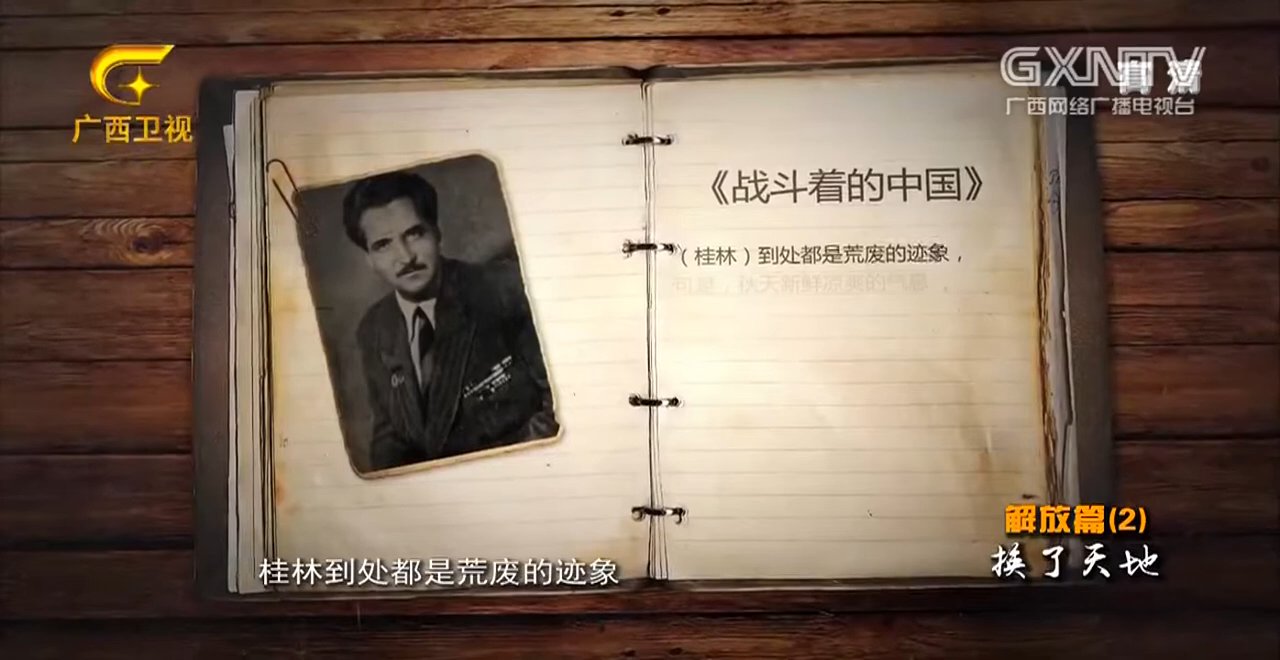 广西卫视
GXNTV
高清
广西网络广播电视台
《战斗着的中国》
（桂林）到处都是荒废的迹象，
可是，秋天新鲜凉爽的气息，
解放篇(2)
换了天地
桂林到处都是荒废的迹象